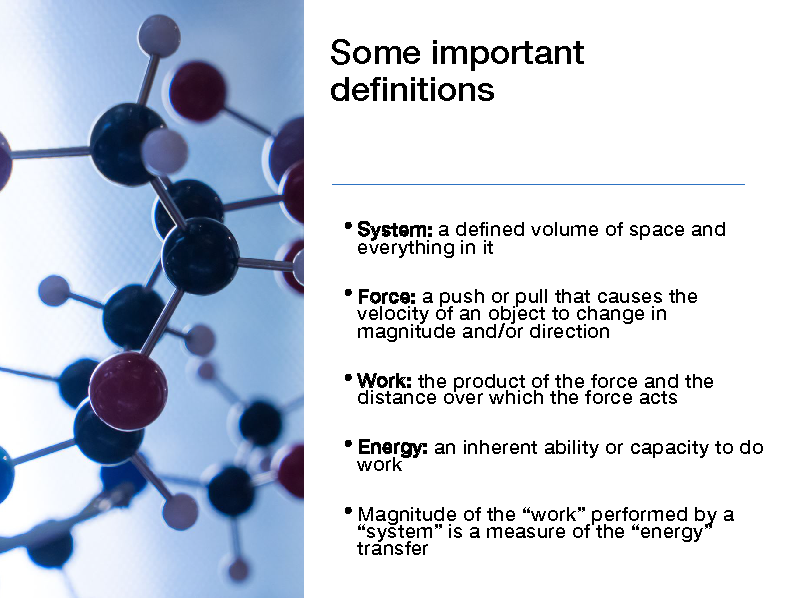 Some important
definitions
• System: a defined volume of space and
everything in it
• Force: a push or pull that causes the
velocity of an object to change in
magnitude and/or direction
• Work: the product of the force and the
distance over which the force acts
• Energy: an inherent ability or capacity to do
work
• Magnitude of the “work” performed by a
“system” is a measure of the “energy”
transfer